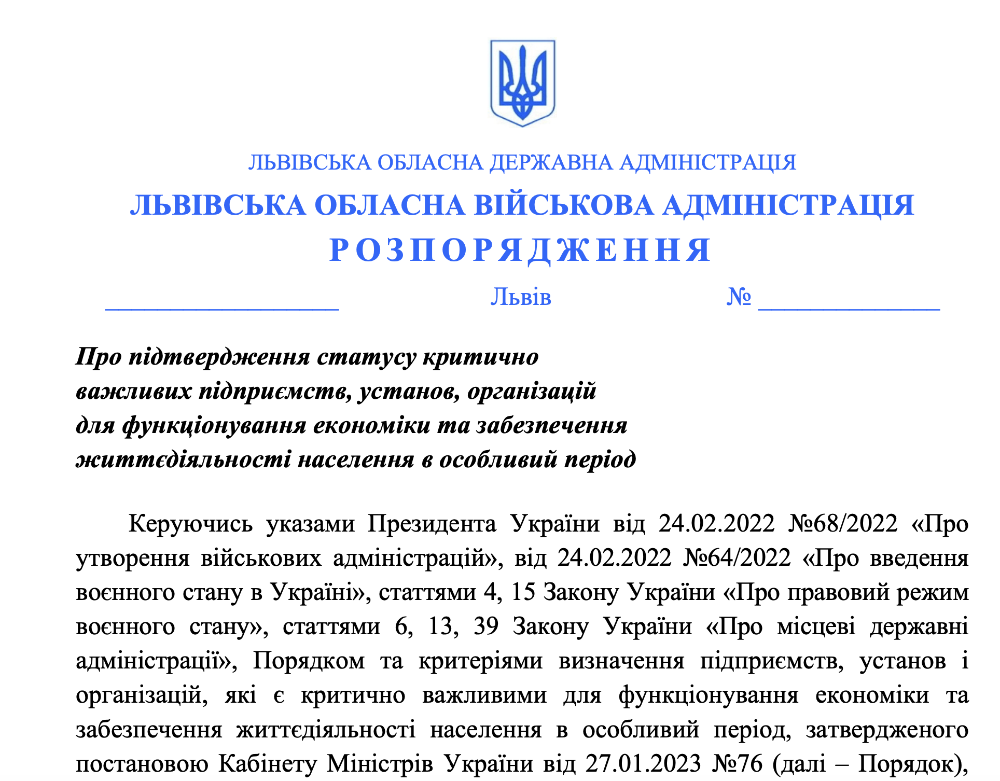 ЛЬВІВСЬКА ОБЛАСНА ДЕРЖАВНА АДМІНІСТРАЦІЯ
ЛЬВІВСЬКА ОБЛАСНА ВІЙСЬКОВА АДМІНІСТРАЦІЯ
РОЗПОРЯДЖЕННЯ
__________________ Львів № ______________
Про підтвердження статусу критично
важливих підприємств, установ, організацій
для функціонування економіки та забезпечення
життєдіяльності населення в особливий період
Керуючись указами Президента України від 24.02.2022 №68/2022 «Про
утворення військових адміністрацій», від 24.02.2022 №64/2022 «Про введення
воєнного стану в Україні», статтями 4, 15 Закону України «Про правовий режим
воєнного стану», статтями 6, 13, 39 Закону України «Про місцеві державні
адміністрації», Порядком та критеріями визначення підприємств, установ і
організацій, які є критично важливими для функціонування економіки та
забезпечення життєдіяльності населення в особливий період, затвердженого
постановою Кабінету Міністрів України від 27.01.2023 №76 (далі – Порядок),